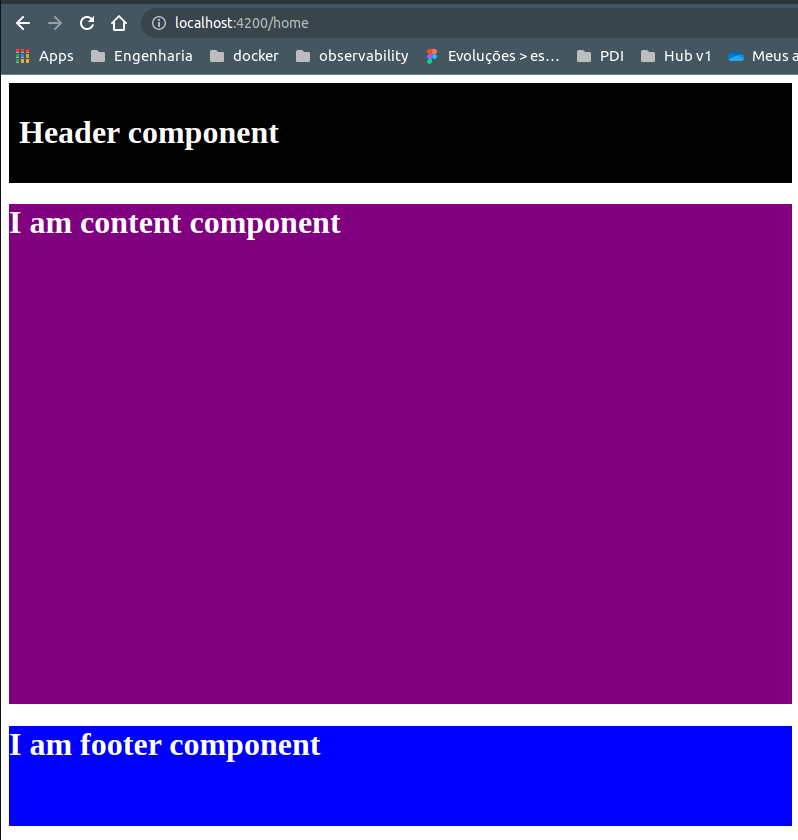 localhost:4200/home
Apps Engenharia docker observability Evoluções > es... PDI Hub v1 Meus a
Header component
I am content component
I am footer component